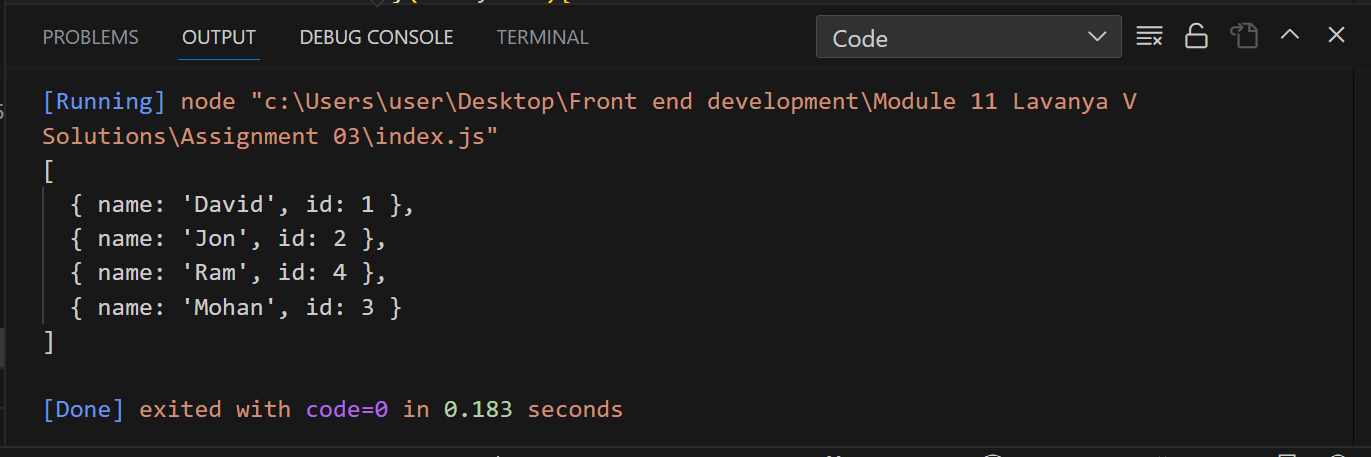 PROBLEMS OUTPUT DEBUG CONSOLE TERMINAL Code
[Running] node "c:\Users\user\Desktop\Front end development\Module 11 Lavanya V
Solutions\Assignment 03\index.js"
[
  { name: 'David', id: 1 },
  { name: 'Jon', id: 2 },
  { name: 'Ram', id: 4 },
  { name: 'Mohan', id: 3 }
]
[Done] exited with code=0 in 0.183 seconds